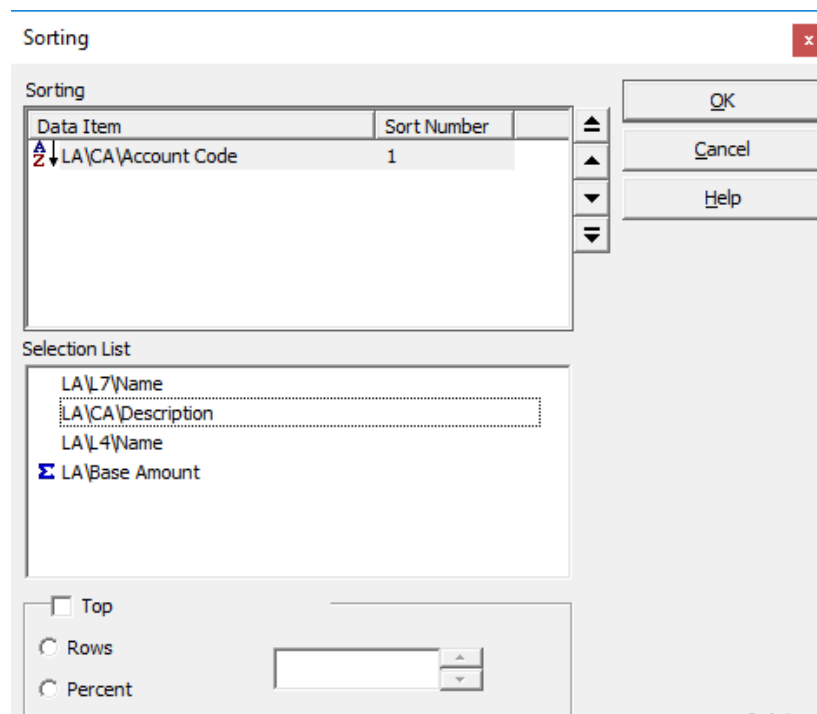 Sorting
x
Sorting
OK
Data Item Sort Number
A
Z LA\CA\Account Code 1
Cancel
Help
Selection List
LA\L7\Name
LA\CA\Description
LA\L4\Name
Σ LA\Base Amount
Top
Rows
Percent